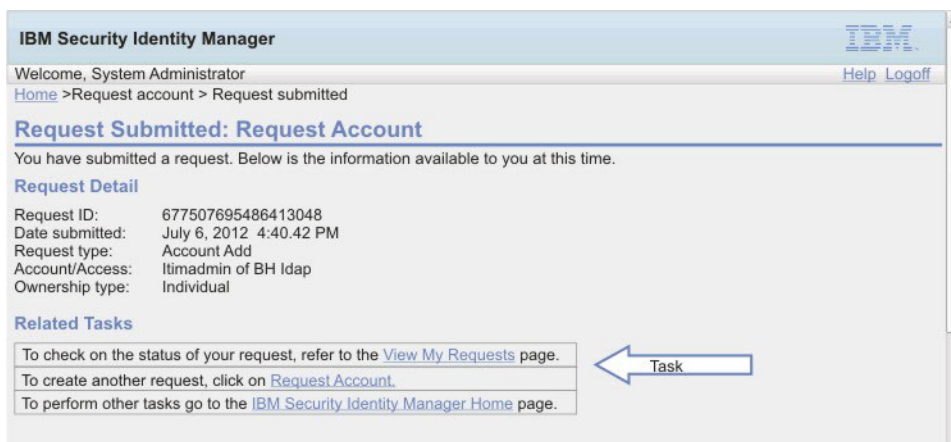 IBM Security Identity Manager
IBM
Welcome, System Administrator
Help Logoff
Home >Request account > Request submitted
Request Submitted: Request Account
You have submitted a request. Below is the information available to you at this time.
Request Detail
Request ID: 677507695486413048
Date submitted: July 6, 2012 4:40.42 PM
Request type: Account Add
Account/Access: Itimadmin of BH Idap
Ownership type: Individual
Related Tasks
To check on the status of your request, refer to the View My Requests page.
Task
To create another request, click on Request Account.
To perform other tasks go to the IBM Security Identity Manager Home page.